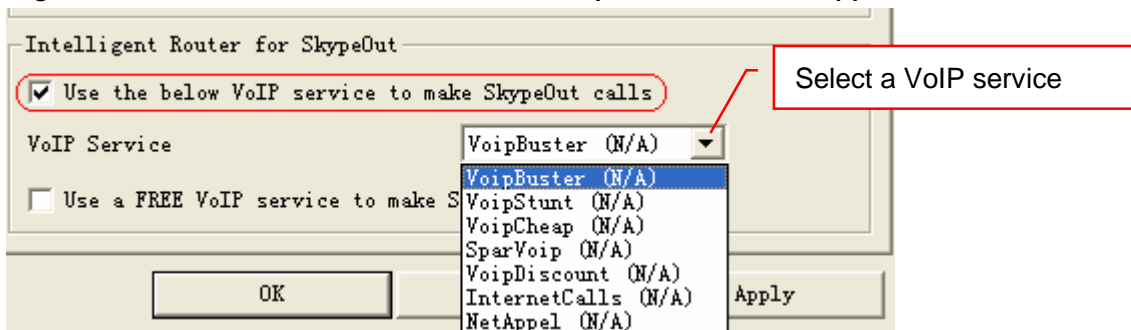 Intelligent Router for SkypeOut
Use the below VoIP service to make SkypeOut calls
Select a VoIP service
VoIP Service
VoipBuster (N/A)
VoipBuster (N/A)
Use a FREE VoIP service to make S
VoipStunt (N/A)
VoipCheap (N/A)
SparVoip (N/A)
VoipDiscount (N/A)
InternetCalls (N/A)
NetAppel (N/A)
OK
Apply